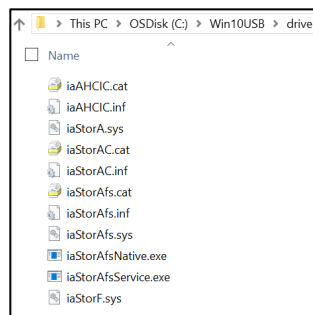 This PC > OSDisk (C:) > Win10USB > drive
Name
iaAHCIC.cat
iaAHCIC.inf
iaStorA.sys
iaStorAC.cat
iaStorAC.inf
iaStorAfs.cat
iaStorAfs.inf
iaStorAfs.sys
iaStorAfsNative.exe
iaStorAfsService.exe
iaStorF.sys